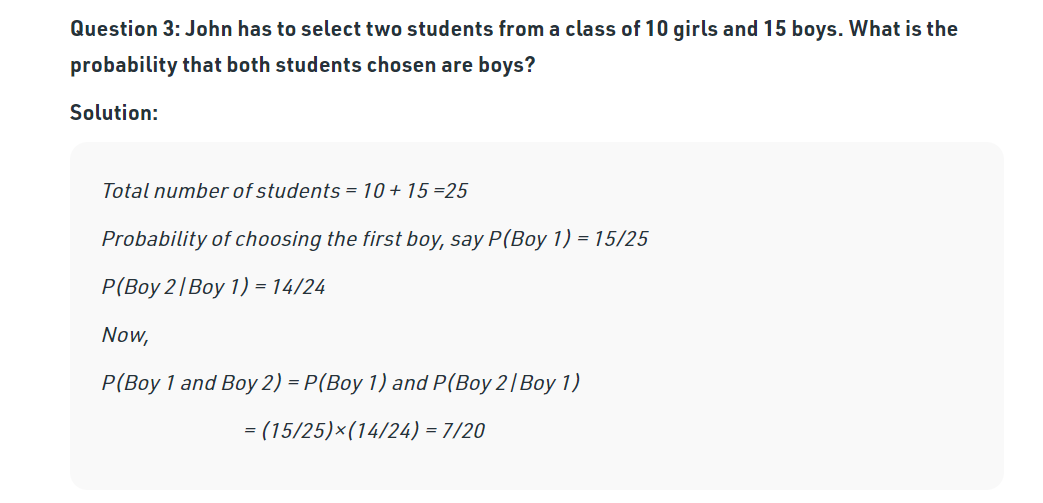 Question 3: John has to select two students from a class of 10 girls and 15 boys. What is the
probability that both students chosen are boys?
Solution:
Total number of students = 10 + 15 =25
Probability of choosing the first boy, say P(Boy 1) = 15/25
P(Boy 2|Boy 1) = 14/24
Now,
P(Boy 1 and Boy 2) = P(Boy 1) and P(Boy 2|Boy 1)
= (15/25)×(14/24) = 7/20